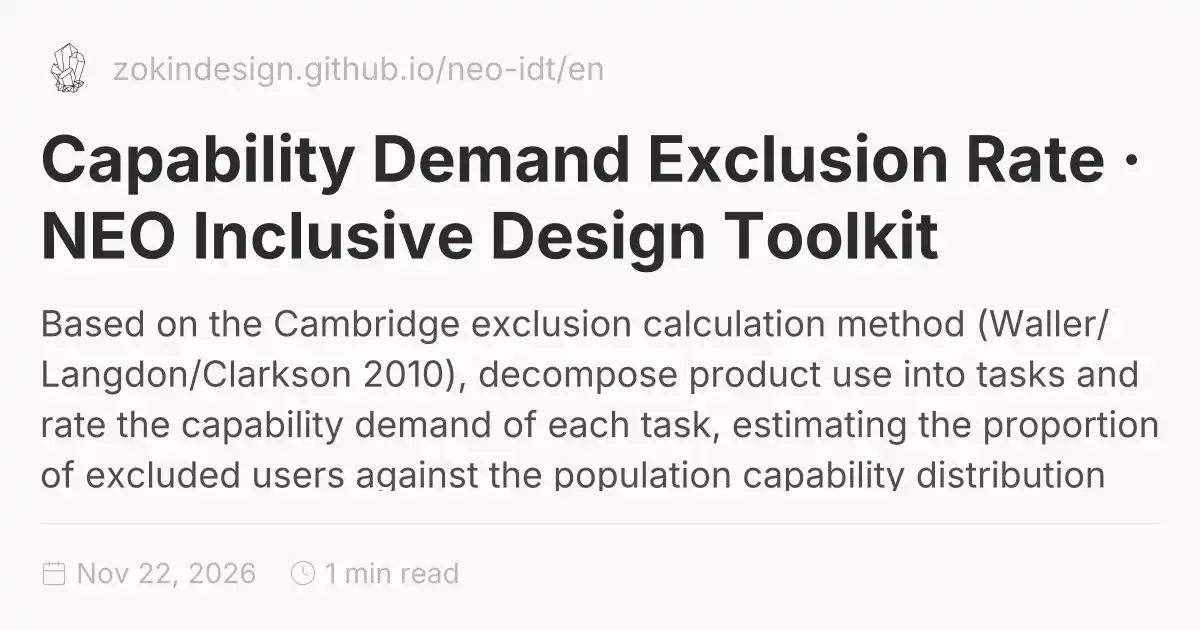 zokindesign.github.io/neo-idt/en
Capability Demand Exclusion Rate ·
NEO Inclusive Design Toolkit
Based on the Cambridge exclusion calculation method (Waller/
Langdon/Clarkson 2010), decompose product use into tasks and
rate the capability demand of each task, estimating the proportion
of excluded users against the population capability distribution
Nov 22, 2026 1 min read